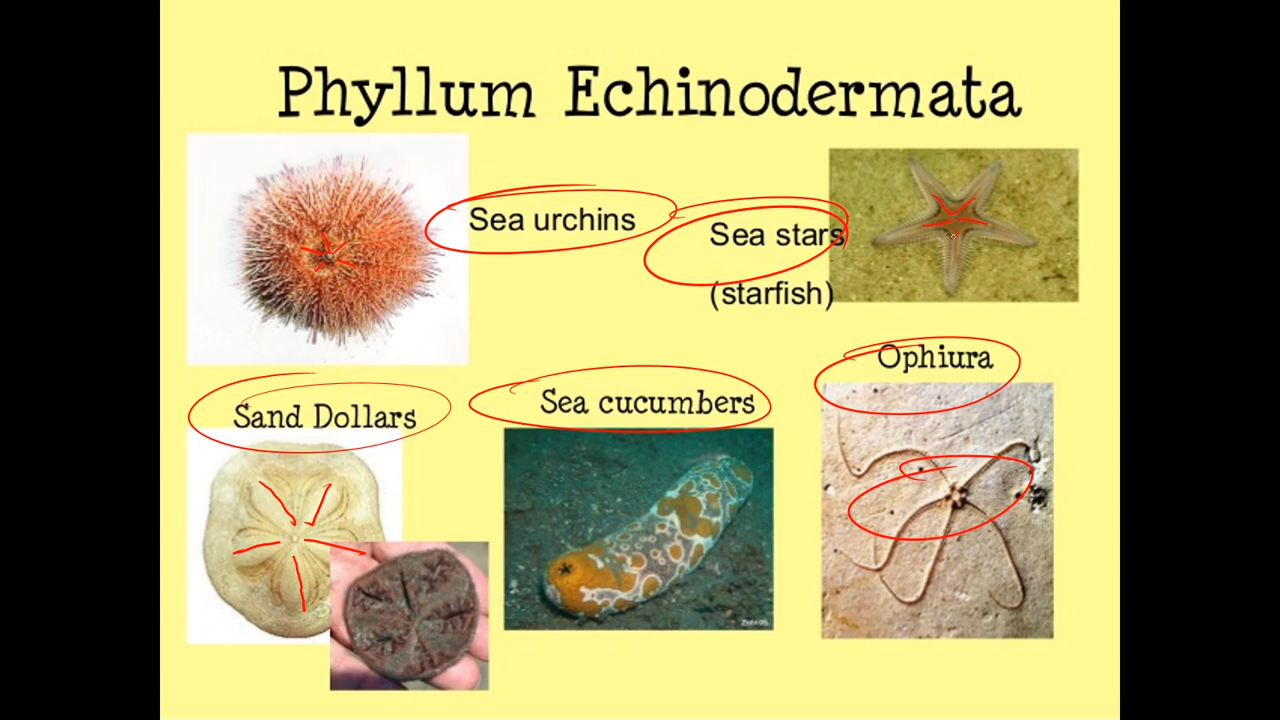 Phyllum Echinodermata
Sea urchins
Sea stars
(starfish)
Ophiura
Sand Dollars
Sea cucumbers